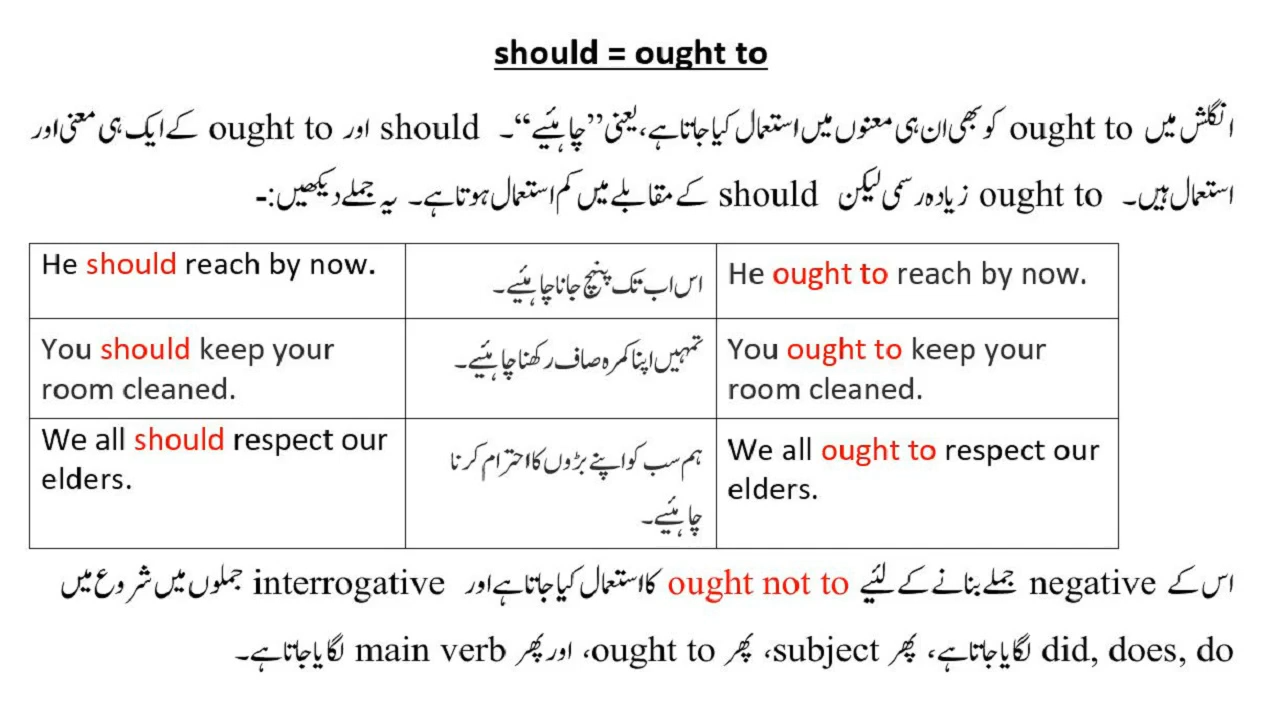 should = ought to
انگلش میں ought to کو بھی ان ہی معنوں میں استعمال کیا جاتا ہے، یعنی ”چاہئیے“۔ should اور ought to کے ایک ہی معنی اور
استعمال ہیں۔ ought to زیادہ رسمی لیکن should کے مقابلے میں کم استعمال ہوتا ہے۔ یہ جملے دیکھیں:-
He should reach by now.
اس اب تک پہنچ جانا چاہئیے۔
He ought to reach by now.
You should keep your
room cleaned.
تمہیں اپنا کمرہ صاف رکھنا چاہئیے۔
You ought to keep your
room cleaned.
We all should respect our
elders.
ہم سب کو اپنے بڑوں کا احترام کرنا
چاہئیے۔
We all ought to respect our
elders.
اس کے negative جملے بنانے کے لئیے ought not to کا استعمال کیا جاتا ہے اور interrogative جملوں میں شروع میں
did, does, do لگایا جاتا ہے، پھر subject، پھر ought to، اور پھر main verb لگایا جاتا ہے۔